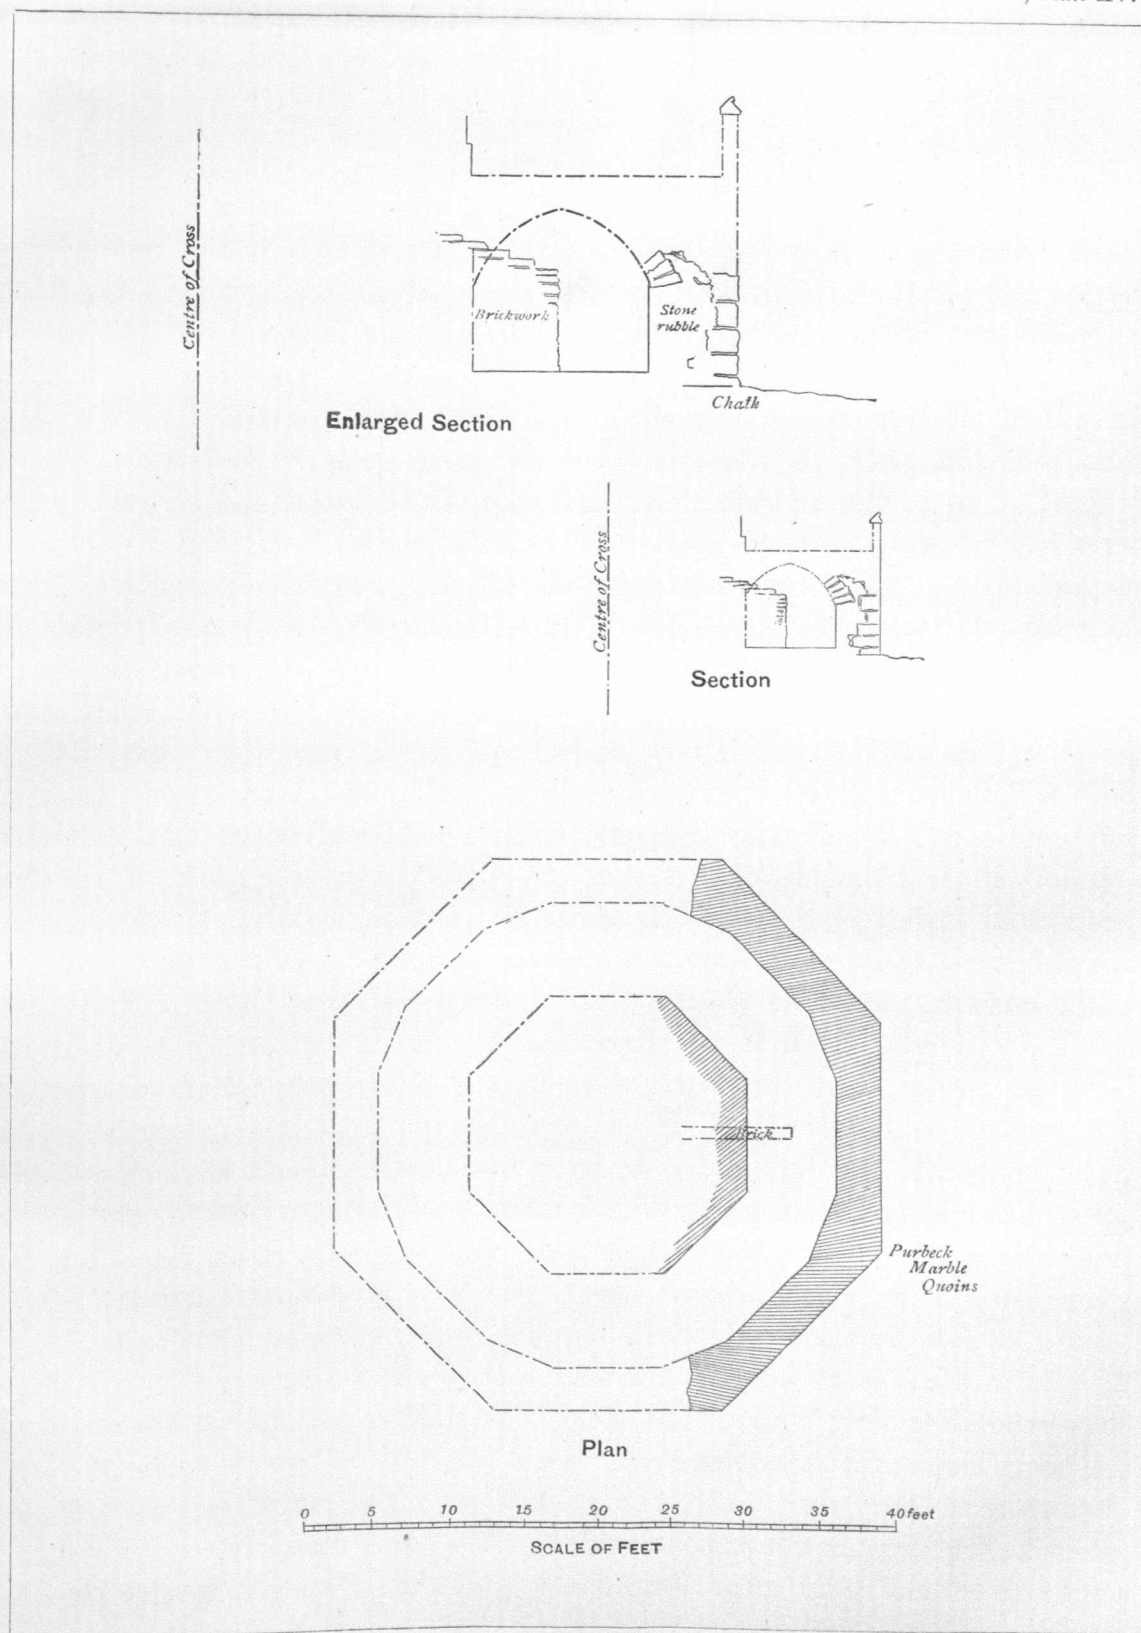 Centre of Cross
Brickwork
Stone
rubble
Chalk
Enlarged Section
Centre of Cross
Section
Brick
Purbeck
Marble
Quoins
Plan
0 5 10 15 20 25 30 35 40 feet
SCALE OF FEET